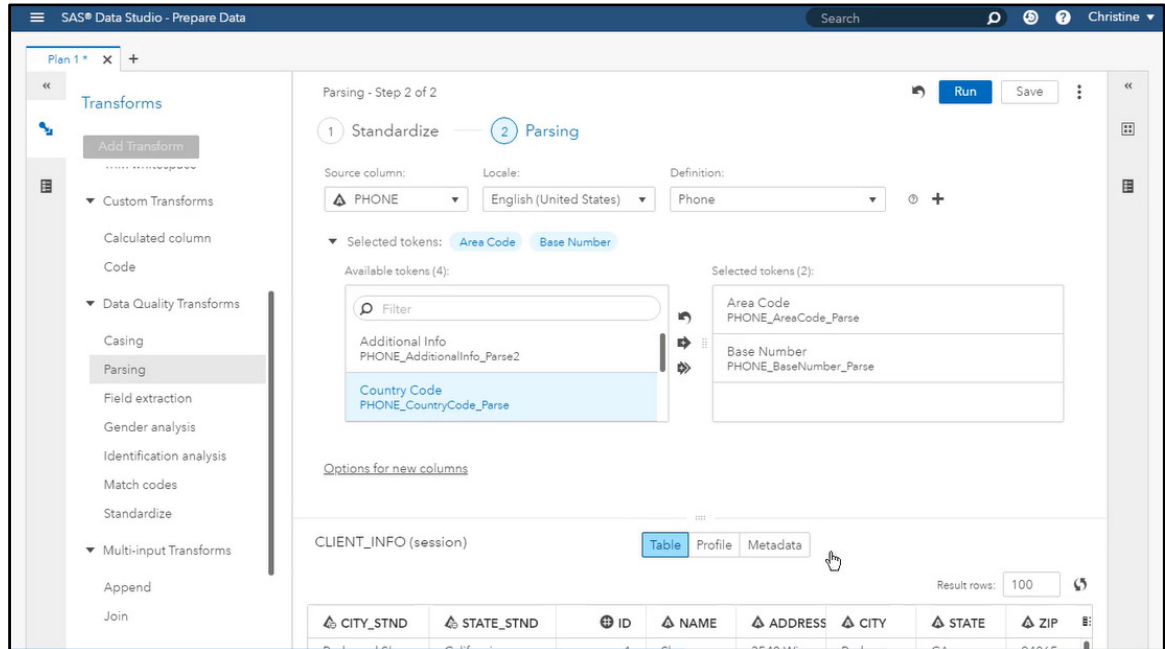 SAS® Data Studio - Prepare Data
Search
Christine
Plan 1 *
Transforms
Add Transform
Custom Transforms
Calculated column
Code
Data Quality Transforms
Casing
Parsing
Field extraction
Gender analysis
Identification analysis
Match codes
Standardize
Multi-input Transforms
Append
Join
Parsing - Step 2 of 2
Run
Save
1 Standardize
2 Parsing
Source column: Locale: Definition:
PHONE English (United States) Phone
Selected tokens: Area Code Base Number
Available tokens (4):
Filter
Additional Info
PHONE_AdditionalInfo_Parse2
Country Code
PHONE_CountryCode_Parse
Selected tokens (2):
Area Code
PHONE_AreaCode_Parse
Base Number
PHONE_BaseNumber_Parse
Options for new columns
CLIENT_INFO (session)
Table Profile Metadata
Result rows: 100
CITY_STND STATE_STND ID NAME ADDRESS CITY STATE ZIP